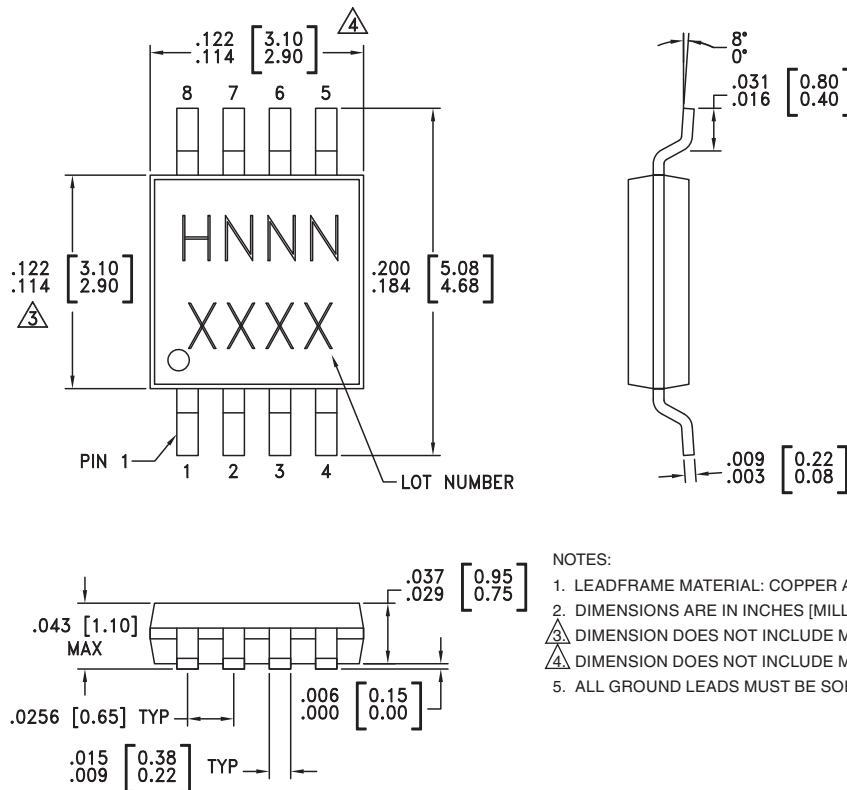 .122 [3.10]
.114 [2.90]
4
8 7 6 5
8°
0°
.031 [0.80]
.016 [0.40]
HNNN
XXXX
.122 [3.10]
.114 [2.90]
3
.200 [5.08]
.184 [4.68]
PIN 1
1 2 3 4
LOT NUMBER
.009 [0.22]
.003 [0.08]
.037 [0.95]
.029 [0.75]
.043 [1.10]
MAX
.006 [0.15]
.000 [0.00]
.0256 [0.65] TYP
.015 [0.38]
.009 [0.22]
TYP
NOTES:
1. LEADFRAME MATERIAL: COPPER
2. DIMENSIONS ARE IN INCHES
3. DIMENSION DOES NOT INCLUDE
4. DIMENSION DOES NOT INCLUDE
5. ALL GROUND LEADS MUST BE